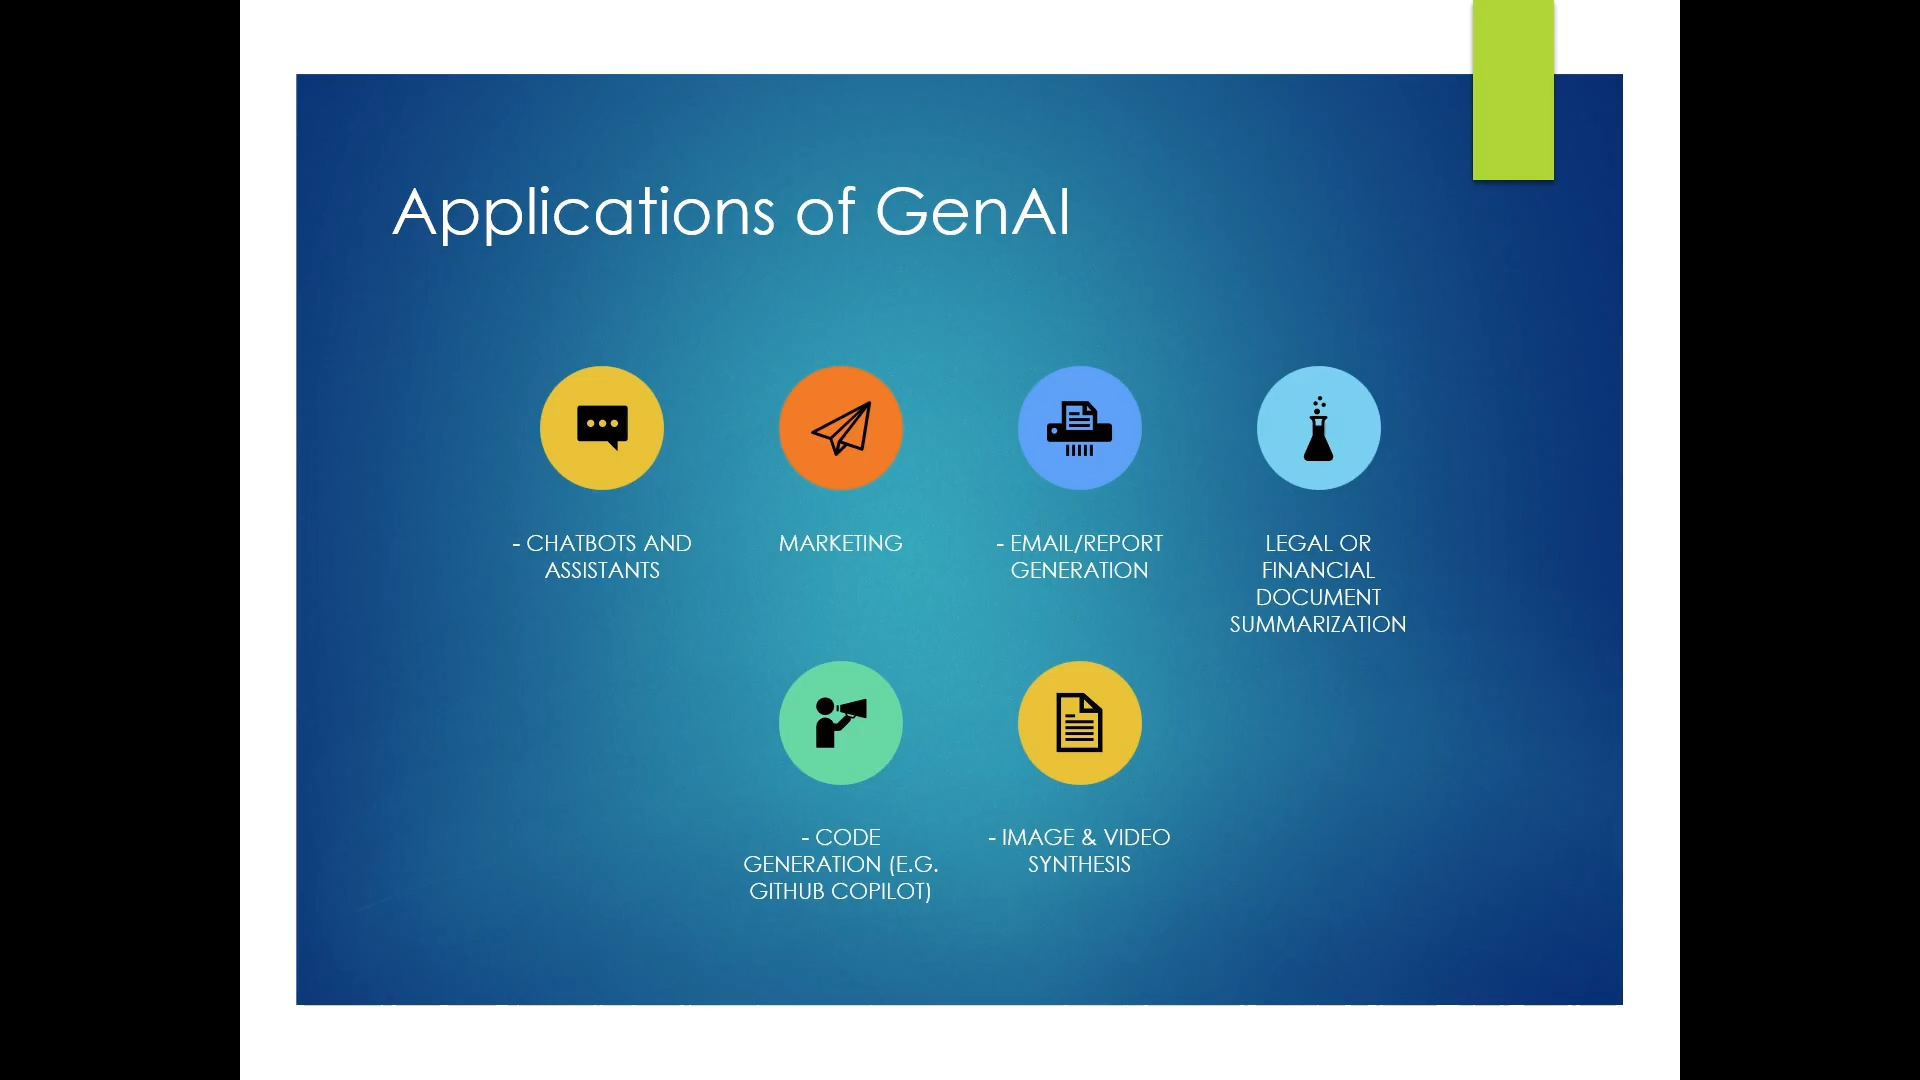 Applications of GenAI
- CHATBOTS AND
ASSISTANTS
MARKETING
- EMAIL/REPORT
GENERATION
LEGAL OR
FINANCIAL
DOCUMENT
SUMMARIZATION
- CODE
GENERATION (E.G.
GITHUB COPILOT)
- IMAGE & VIDEO
SYNTHESIS